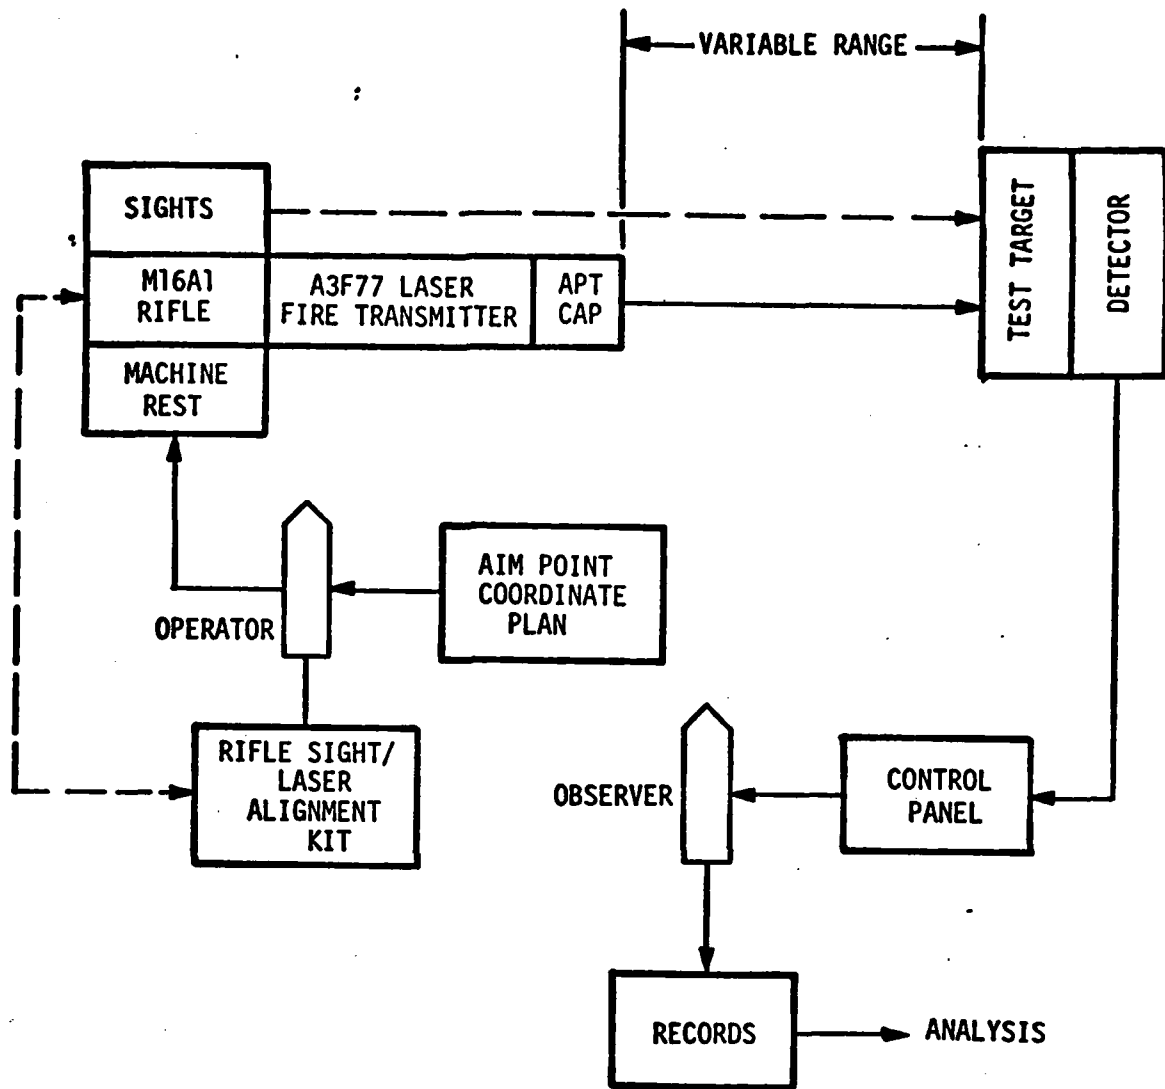 VARIABLE RANGE
SIGHTS
M16A1
RIFLE
A3F77 LASER
FIRE TRANSMITTER
APT
CAP
MACHINE
REST
TEST TARGET
DETECTOR
OPERATOR
AIM POINT
COORDINATE
PLAN
RIFLE SIGHT/
LASER
ALIGNMENT
KIT
OBSERVER
CONTROL
PANEL
RECORDS
ANALYSIS